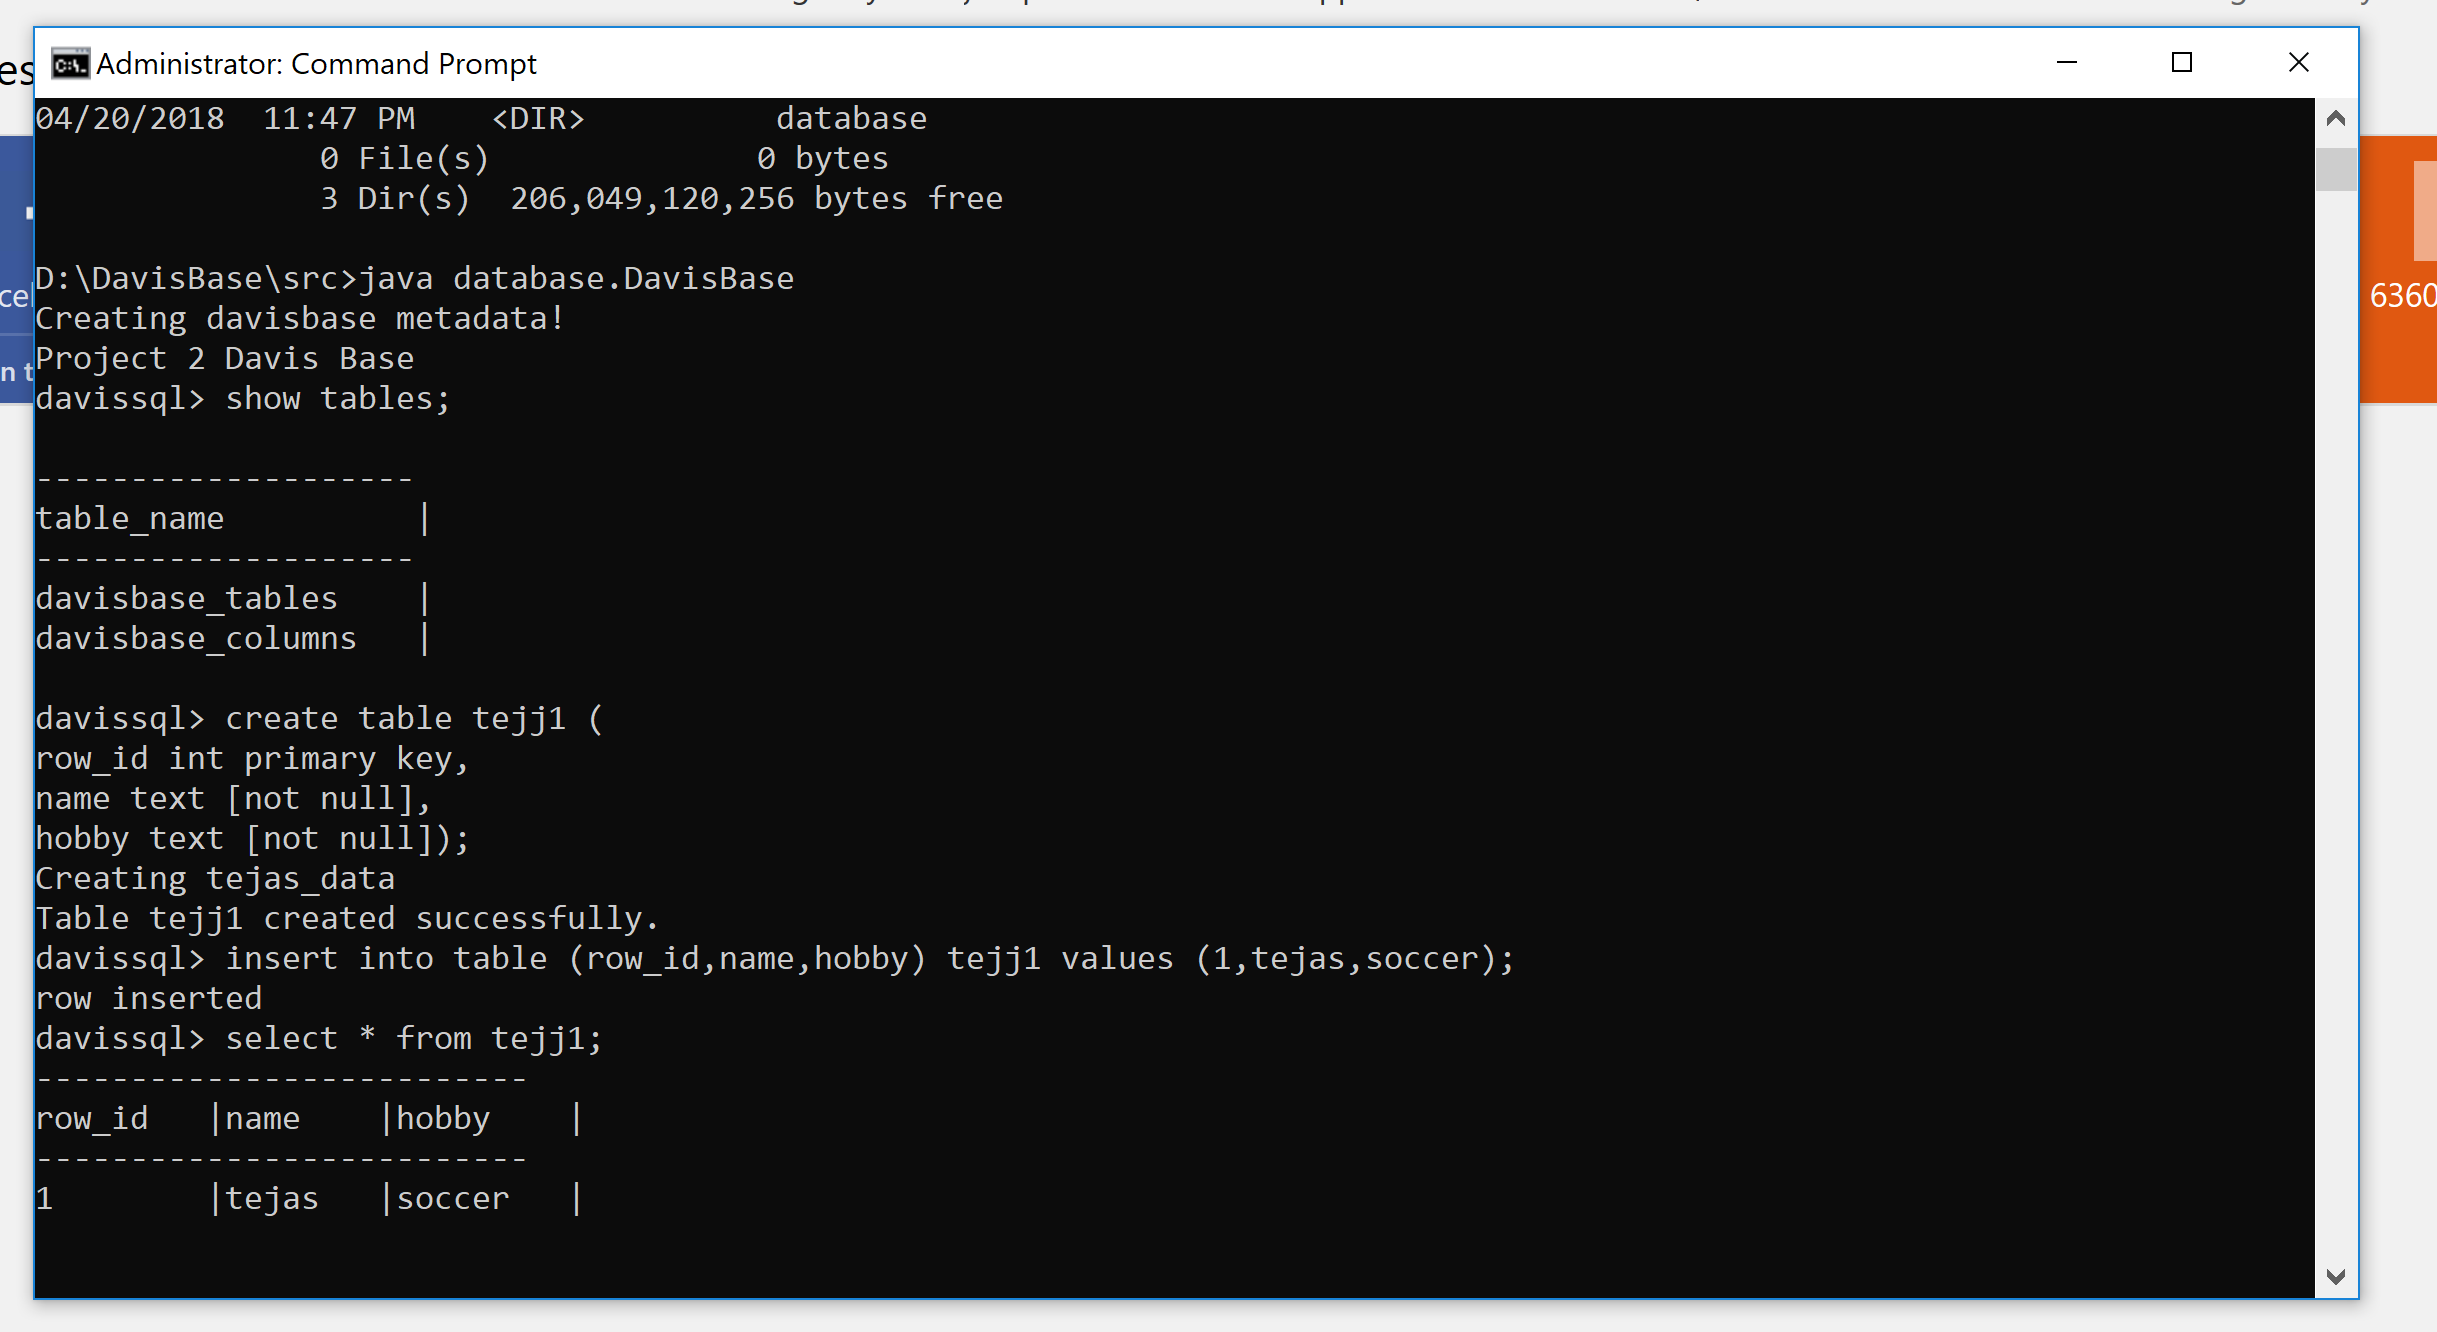 Administrator: Command Prompt
04/20/2018  11:47 PM    <DIR>          database
               0 File(s)              0 bytes
               3 Dir(s)  206,049,120,256 bytes free
D:\DavisBase\src>java database.DavisBase
Creating davisbase metadata!
Project 2 Davis Base
davissql> show tables;
--------------------
table_name          |
--------------------
davisbase_tables    |
davisbase_columns   |
davissql> create table tejj1 (
row_id int primary key,
name text [not null],
hobby text [not null]);
Creating tejas_data
Table tejj1 created successfully.
davissql> insert into table (row_id,name,hobby) tejj1 values (1,tejas,soccer);
row inserted
davissql> select * from tejj1;
--------------------------
row_id   |name    |hobby    |
--------------------------
1        |tejas   |soccer   |
6360